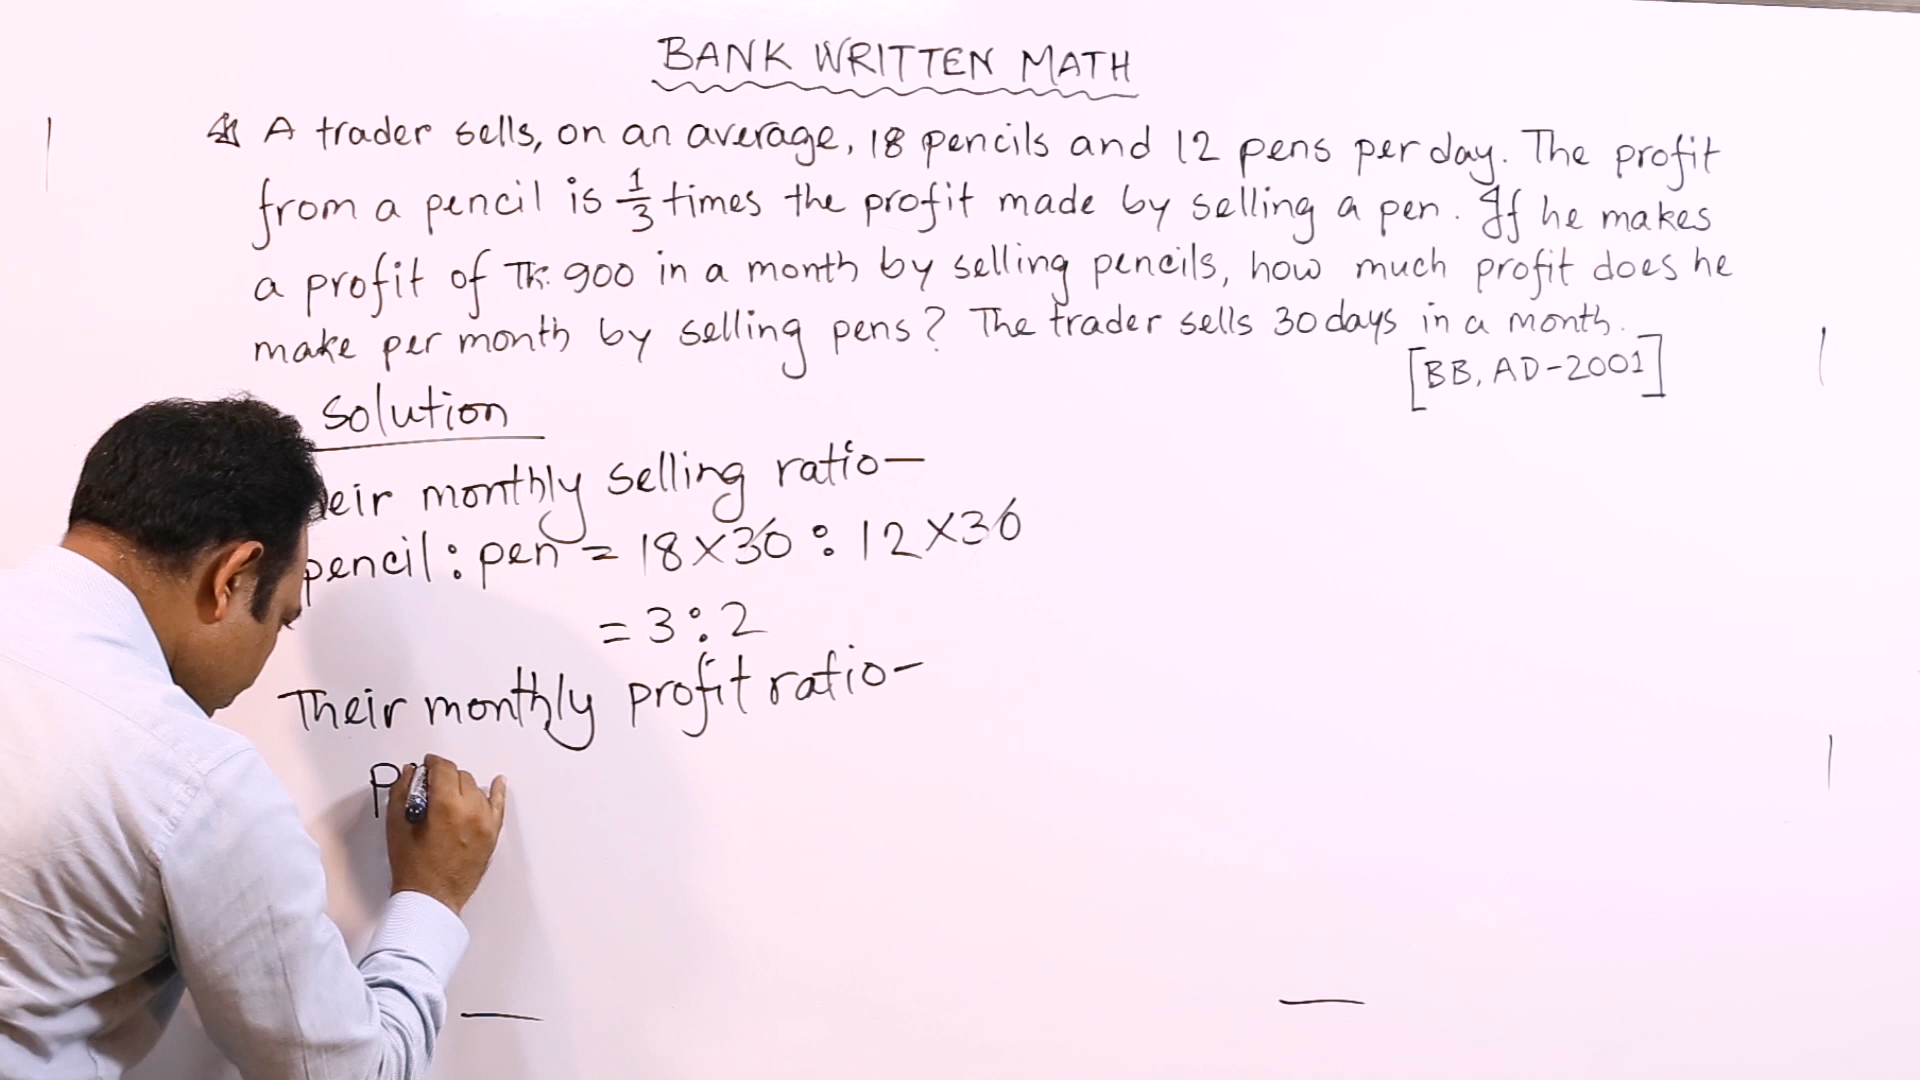 BANK WRITTEN MATH
A trader sells, on an average, 18 pencils and 12 pens per day. The profit
from a pencil is 1/3 times the profit made by selling a pen. If he makes
a profit of Tk. 900 in a month by selling pencils, how much profit does he
make per month by selling pens? The trader sells 30 days in a month.
[BB, AD-2001]
Solution
eir monthly selling ratio—
pencil : pen = 18×30 : 12×30
= 3 : 2
Their monthly profit ratio-
P